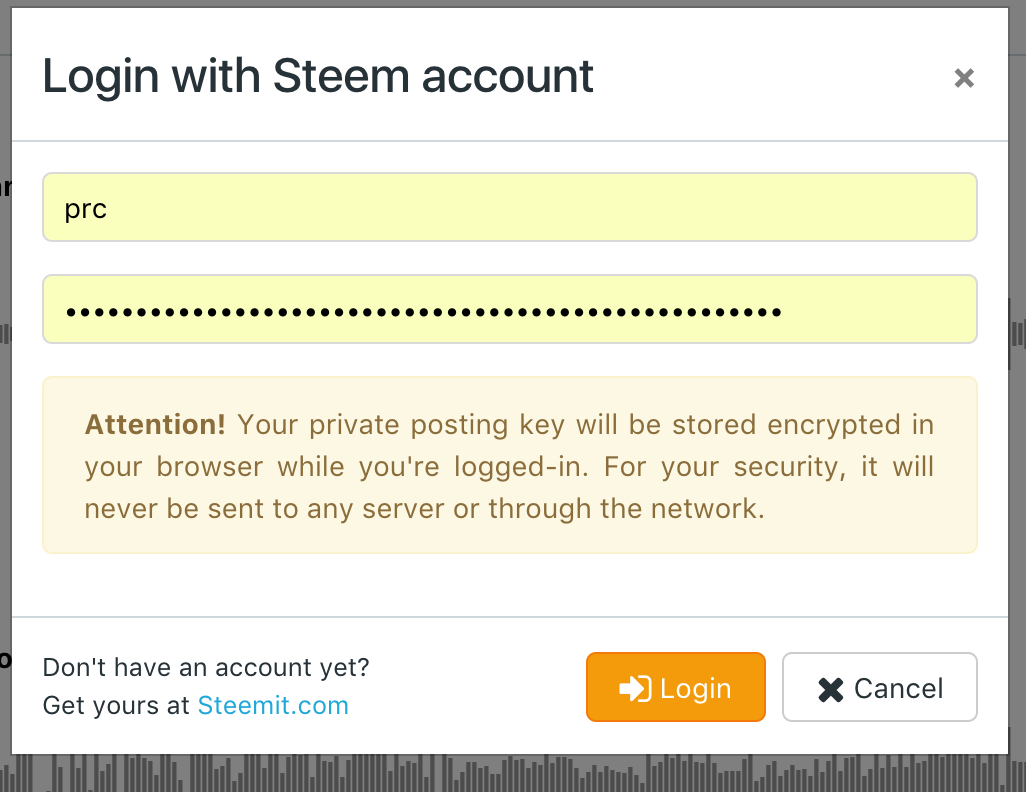 Login with Steem account
×
prc
Attention! Your private posting key will be stored encrypted in
your browser while you're logged-in. For your security, it will
never be sent to any server or through the network.
Don't have an account yet?
Get yours at Steemit.com
Login
Cancel